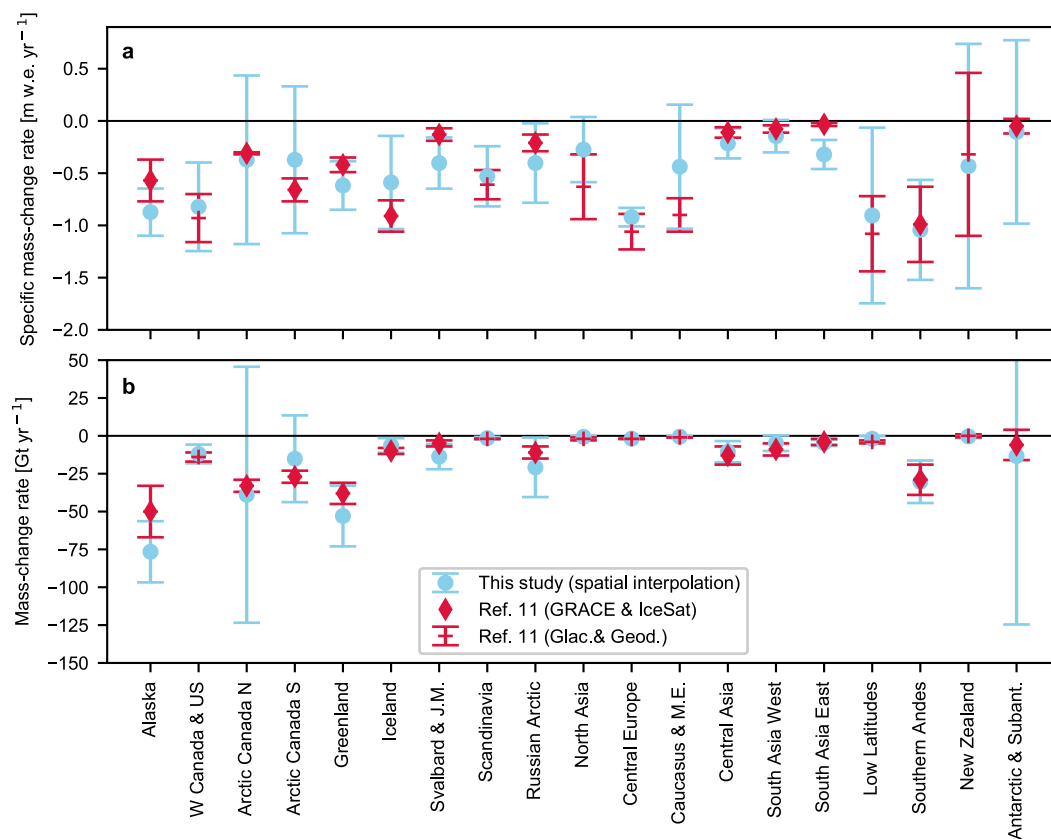 a
Specific mass-change rate [m w.e. yr⁻¹]
0.5
0.0
−0.5
−1.0
−1.5
−2.0
b
Mass-change rate [Gt yr⁻¹]
50
25
0
−25
−50
−75
−100
−125
−150
This study (spatial interpolation)
Ref. 11 (GRACE & IceSat)
Ref. 11 (Glac.& Geod.)
Alaska
W Canada & US
Arctic Canada N
Arctic Canada S
Greenland
Iceland
Svalbard & J.M.
Scandinavia
Russian Arctic
North Asia
Central Europe
Caucasus & M.E.
Central Asia
South Asia West
South Asia East
Low Latitudes
Southern Andes
New Zealand
Antarctic & Subant.